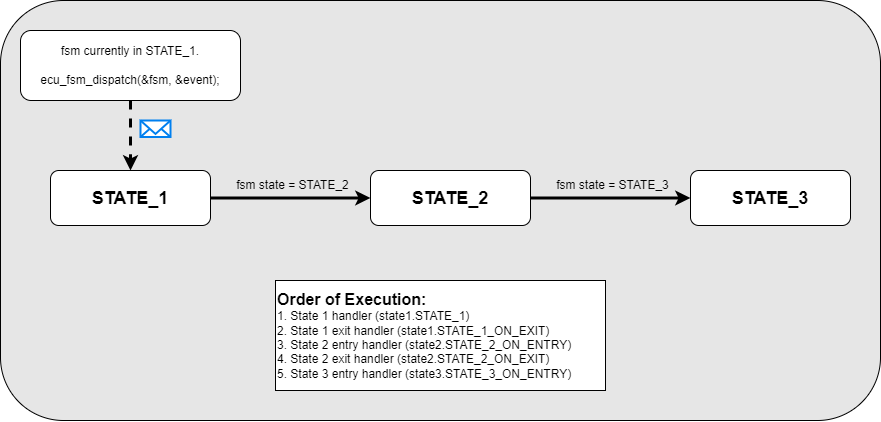 fsm currently in STATE_1.
ecu_fsm_dispatch(&fsm, &event);
STATE_1
fsm state = STATE_2
STATE_2
fsm state = STATE_3
STATE_3
Order of Execution:
1. State 1 handler (state1.STATE_1)
2. State 1 exit handler (state1.STATE_1_ON_EXIT)
3. State 2 entry handler (state2.STATE_2_ON_ENTRY)
4. State 2 exit handler (state2.STATE_2_ON_EXIT)
5. State 3 entry handler (state3.STATE_3_ON_ENTRY)